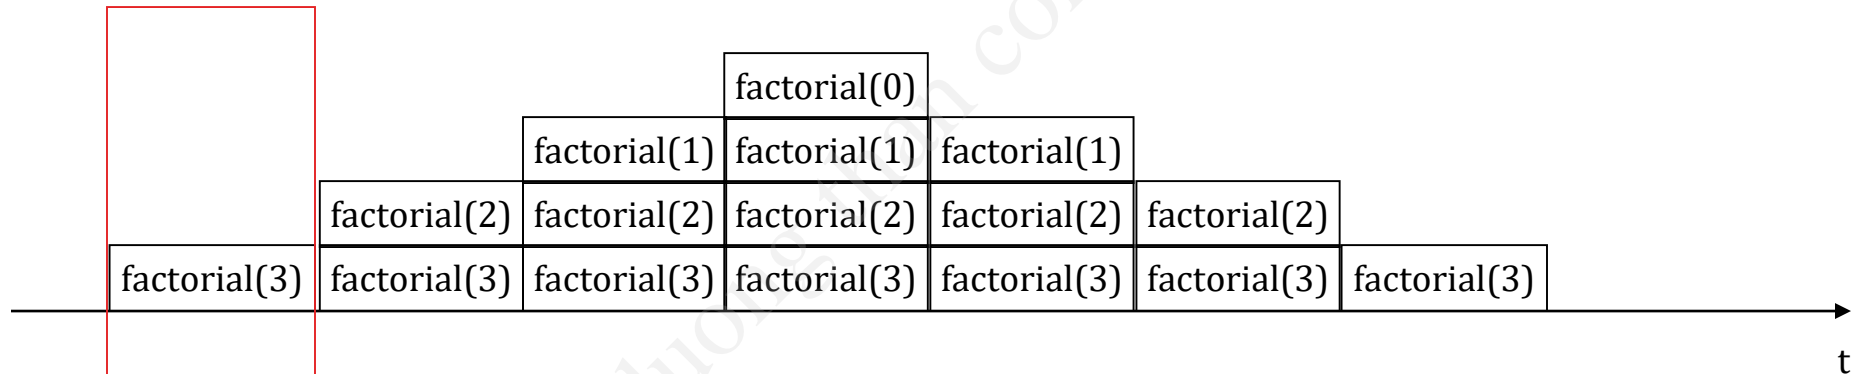 factorial(0)
factorial(1) factorial(1) factorial(1)
factorial(2) factorial(2) factorial(2) factorial(2) factorial(2)
factorial(3) factorial(3) factorial(3) factorial(3) factorial(3) factorial(3) factorial(3)
t